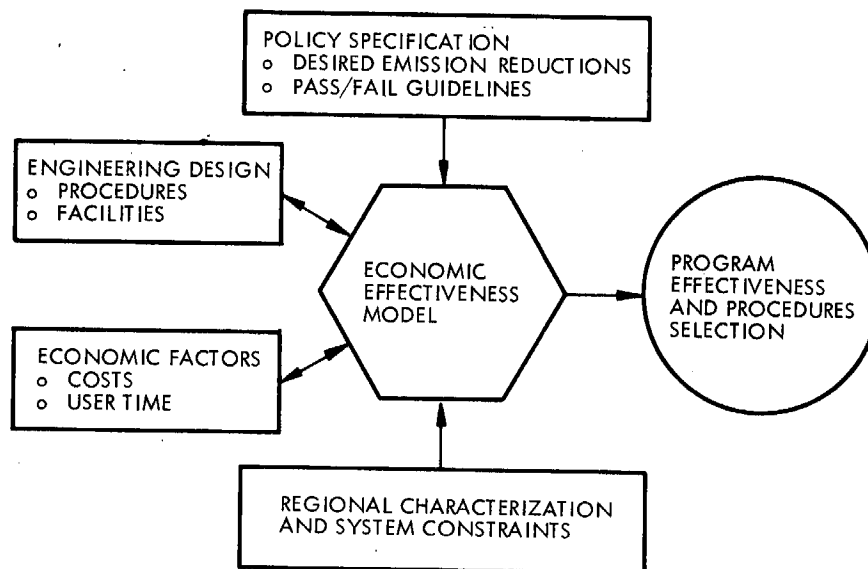 POLICY SPECIFICATION
o DESIRED EMISSION REDUCTIONS
o PASS/FAIL GUIDELINES
ENGINEERING DESIGN
o PROCEDURES
o FACILITIES
ECONOMIC
EFFECTIVENESS
MODEL
PROGRAM
EFFECTIVENESS
AND PROCEDURES
SELECTION
ECONOMIC FACTORS
o COSTS
o USER TIME
REGIONAL CHARACTERIZATION
AND SYSTEM CONSTRAINTS